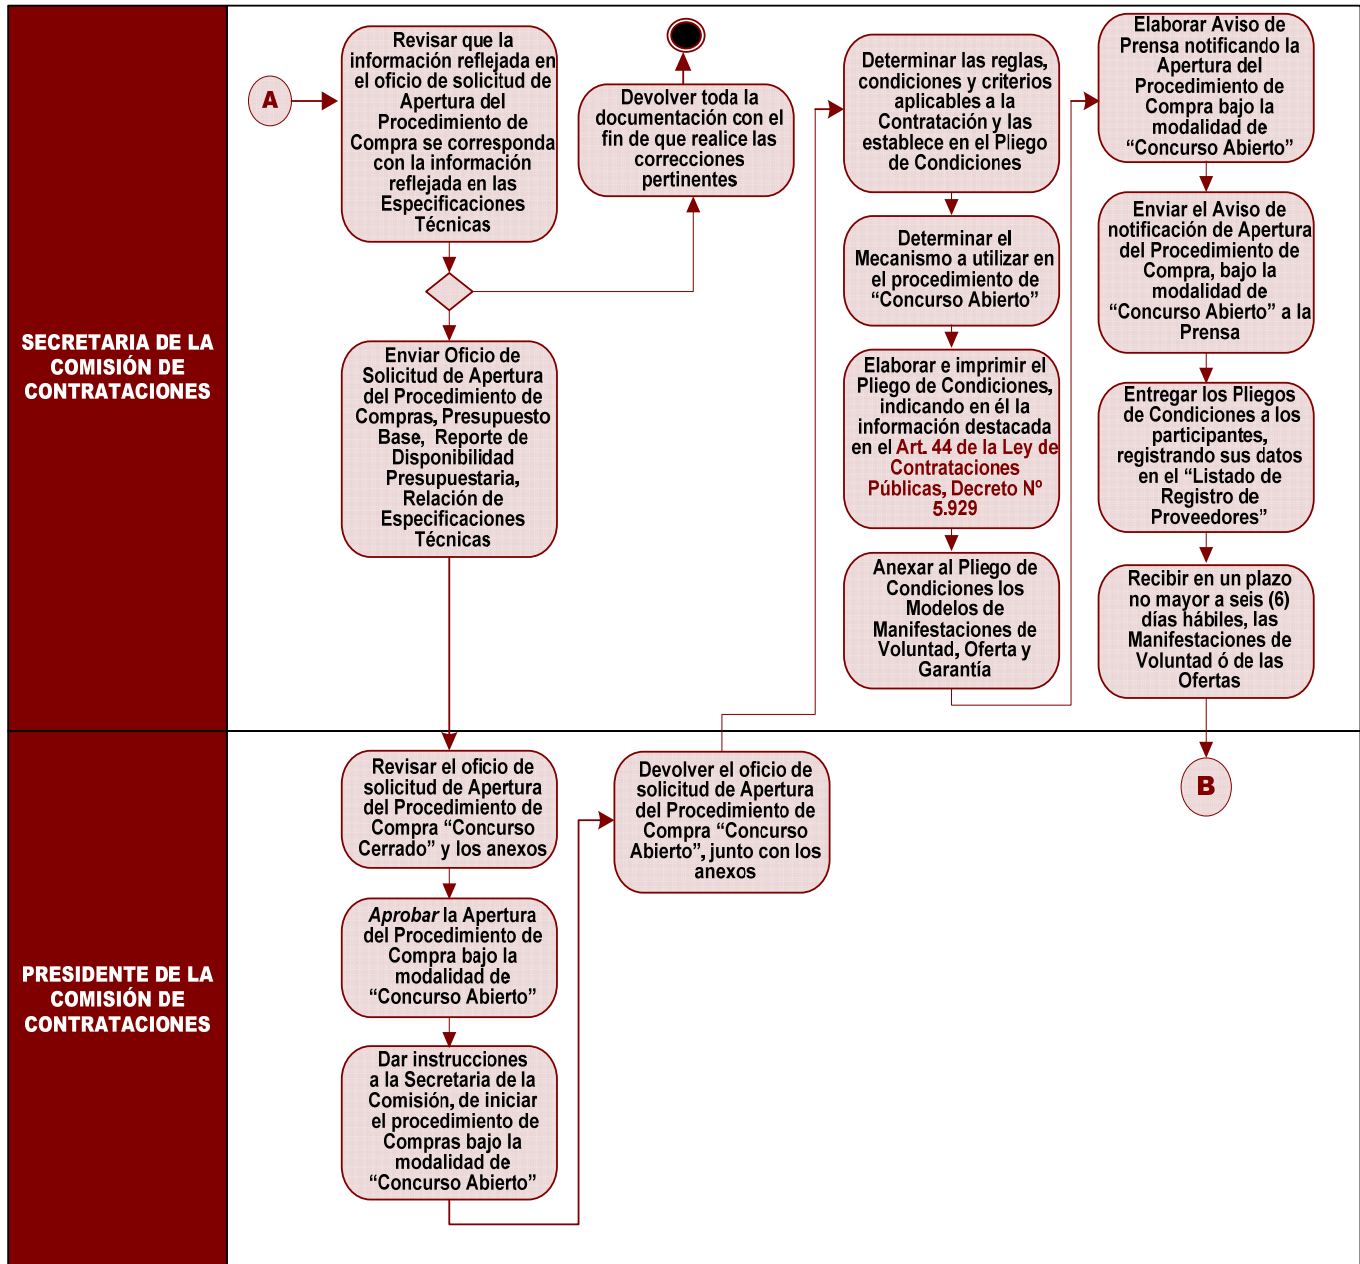 SECRETARIA DE LA
COMISIÓN DE
CONTRATACIONES
A
Revisar que la
información reflejada en
el oficio de solicitud de
Apertura del
Procedimiento de
Compra se corresponda
con la información
reflejada en las
Especificaciones
Técnicas
Devolver toda la
documentación con el
fin de que realice las
correcciones
pertinentes
Enviar Oficio de
Solicitud de Apertura
del Procedimiento de
Compras, Presupuesto
Base, Reporte de
Disponibilidad
Presupuestaria,
Relación de
Especificaciones
Técnicas
Determinar las reglas,
condiciones y criterios
aplicables a la
Contratación y las
establece en el Pliego
de Condiciones
Determinar el
Mecanismo a utilizar en
el procedimiento de
“Concurso Abierto”
Elaborar e imprimir el
Pliego de Condiciones,
indicando en él la
información destacada
en el Art. 44 de la Ley de
Contrataciones
Públicas, Decreto Nº
5.929
Anexar al Pliego de
Condiciones los
Modelos de
Manifestaciones de
Voluntad, Oferta y
Garantía
Elaborar Aviso de
Prensa notificando la
Apertura del
Procedimiento de
Compra bajo la
modalidad de
“Concurso Abierto”
Enviar el Aviso de
notificación de Apertura
del Procedimiento de
Compra, bajo la
modalidad de
“Concurso Abierto” a la
Prensa
Entregar los Pliegos
de Condiciones a los
participantes,
registrando sus datos
en el “Listado de
Registro de
Proveedores”
Recibir en un plazo
no mayor a seis (6)
días hábiles, las
Manifestaciones de
Voluntad ó de las
Ofertas
PRESIDENTE DE LA
COMISIÓN DE
CONTRATACIONES
Revisar el oficio de
solicitud de Apertura
del Procedimiento de
Compra “Concurso
Cerrado” y los anexos
Aprobar la Apertura
del Procedimiento de
Compra bajo la
modalidad de
“Concurso Abierto”
Dar instrucciones
a la Secretaria de la
Comisión, de iniciar
el procedimiento de
Compras bajo la
modalidad de
“Concurso Abierto”
Devolver el oficio de
solicitud de Apertura
del Procedimiento de
Compra “Concurso
Abierto”, junto con los
anexos
B